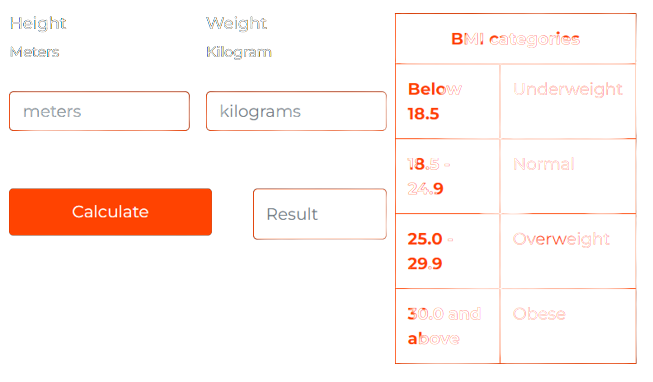 Height
Weight
Meters
Kilogram
meters
kilograms
Calculate
Result
BMI categories
Below
18.5
Underweight
18.5 -
24.9
Normal
25.0 -
29.9
Overweight
30.0 and
above
Obese